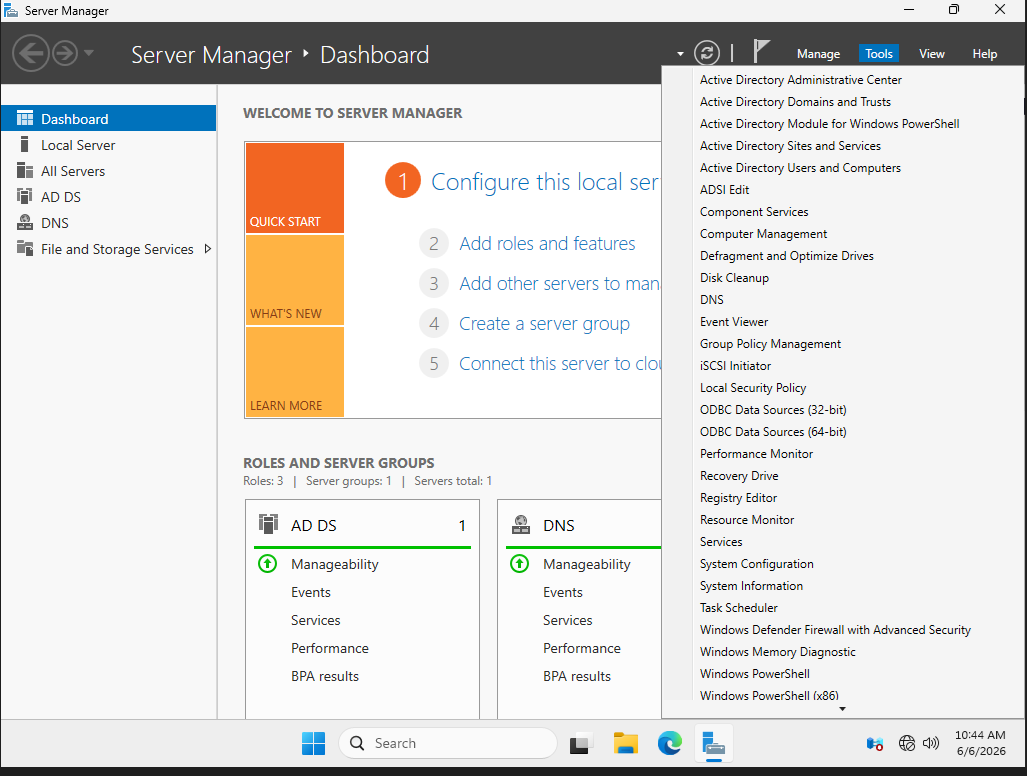 Server Manager
Server Manager ‣ Dashboard
Manage Tools View Help
Dashboard
Local Server
All Servers
AD DS
DNS
File and Storage Services
WELCOME TO SERVER MANAGER
QUICK START
WHAT'S NEW
LEARN MORE
1 Configure this local ser
2 Add roles and features
3 Add other servers to man
4 Create a server group
5 Connect this server to clou
ROLES AND SERVER GROUPS
Roles: 3 | Server groups: 1 | Servers total: 1
AD DS 1
Manageability
Events
Services
Performance
BPA results
DNS
Manageability
Events
Services
Performance
BPA results
Active Directory Administrative Center
Active Directory Domains and Trusts
Active Directory Module for Windows PowerShell
Active Directory Sites and Services
Active Directory Users and Computers
ADSI Edit
Component Services
Computer Management
Defragment and Optimize Drives
Disk Cleanup
DNS
Event Viewer
Group Policy Management
iSCSI Initiator
Local Security Policy
ODBC Data Sources (32-bit)
ODBC Data Sources (64-bit)
Performance Monitor
Recovery Drive
Registry Editor
Resource Monitor
Services
System Configuration
System Information
Task Scheduler
Windows Defender Firewall with Advanced Security
Windows Memory Diagnostic
Windows PowerShell
Windows PowerShell (x86)
Search
10:44 AM
6/6/2026